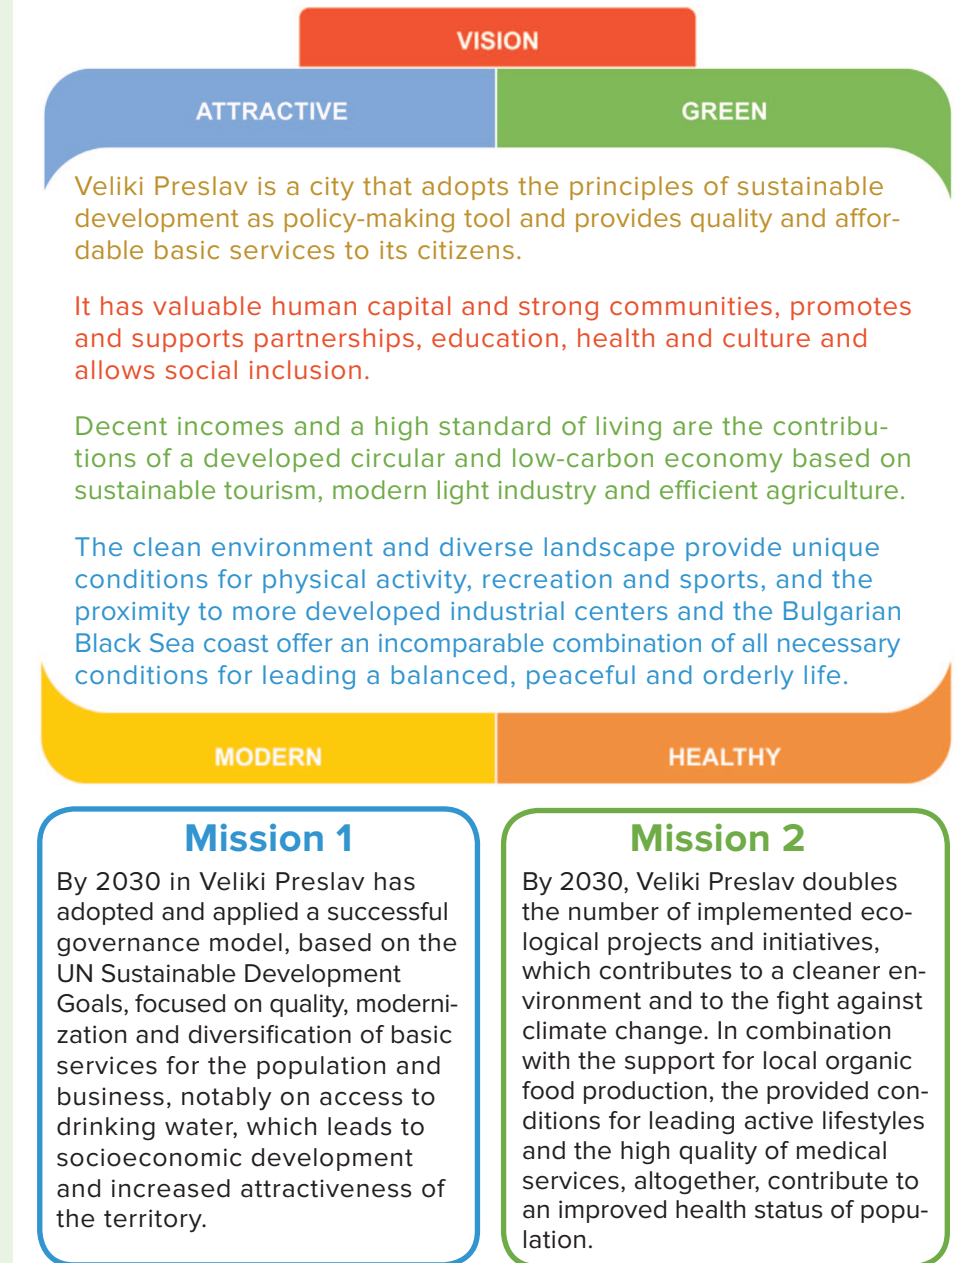 VISION
ATTRACTIVE
GREEN
Veliki Preslav is a city that adopts the principles of sustainable
development as policy-making tool and provides quality and affor-
dable basic services to its citizens.
It has valuable human capital and strong communities, promotes
and supports partnerships, education, health and culture and
allows social inclusion.
Decent incomes and a high standard of living are the contribu-
tions of a developed circular and low-carbon economy based on
sustainable tourism, modern light industry and efficient agriculture.
The clean environment and diverse landscape provide unique
conditions for physical activity, recreation and sports, and the
proximity to more developed industrial centers and the Bulgarian
Black Sea coast offer an incomparable combination of all necessary
conditions for leading a balanced, peaceful and orderly life.
MODERN
HEALTHY
Mission 1
By 2030 in Veliki Preslav has
adopted and applied a successful
governance model, based on the
UN Sustainable Development
Goals, focused on quality, moderni-
zation and diversification of basic
services for the population and
business, notably on access to
drinking water, which leads to
socioeconomic development
and increased attractiveness of
the territory.
Mission 2
By 2030, Veliki Preslav doubles
the number of implemented eco-
logical projects and initiatives,
which contributes to a cleaner en-
vironment and to the fight against
climate change. In combination
with the support for local organic
food production, the provided con-
ditions for leading active lifestyles
and the high quality of medical
services, altogether, contribute to
an improved health status of popu-
lation.